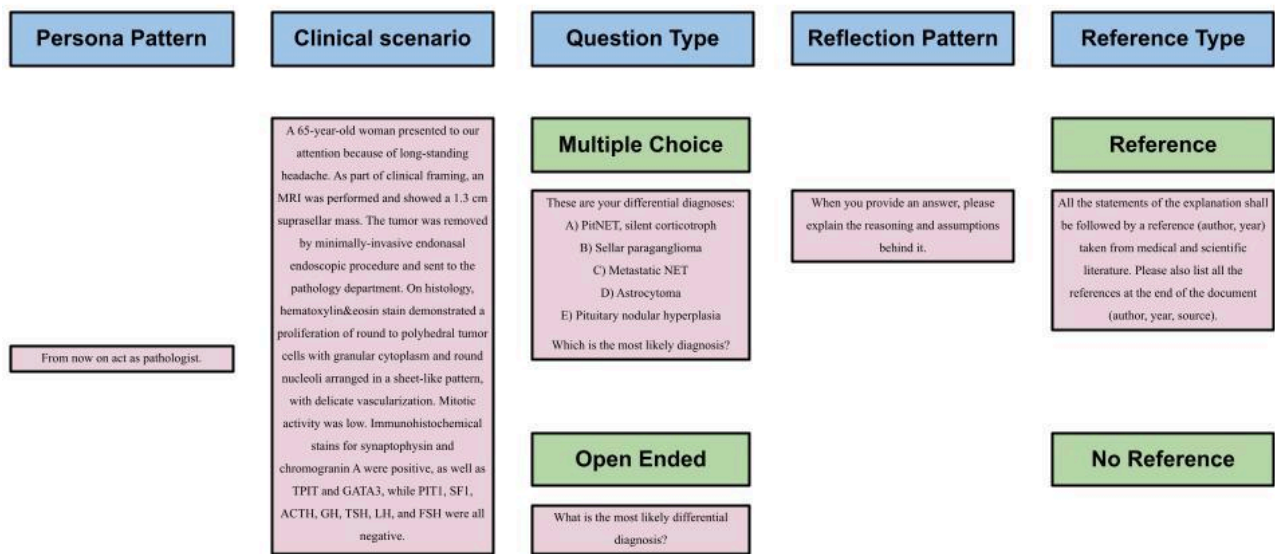 Persona Pattern
Clinical scenario
Question Type
Reflection Pattern
Reference Type
From now on act as pathologist.
A 65-year-old woman presented to our
attention because of long-standing
headache. As part of clinical framing, an
MRI was performed and showed a 1.3 cm
suprasellar mass. The tumor was removed
by minimally-invasive endonasal
endoscopic procedure and sent to the
pathology department. On histology,
hematoxylin&eosin stain demonstrated a
proliferation of round to polyhedral tumor
cells with granular cytoplasm and round
nucleoli arranged in a sheet-like pattern,
with delicate vascularization. Mitotic
activity was low. Immunohistochemical
stains for synaptophysin and
chromogranin A were positive, as well as
TPIT and GATA3, while PIT1, SF1,
ACTH, GH, TSH, LH, and FSH were all
negative.
Multiple Choice
These are your differential diagnoses:
A) PitNET, silent corticotroph
B) Sellar paraganglioma
C) Metastatic NET
D) Astrocytoma
E) Pituitary nodular hyperplasia
Which is the most likely diagnosis?
Open Ended
What is the most likely differential
diagnosis?
When you provide an answer, please
explain the reasoning and assumptions
behind it.
Reference
All the statements of the explanation shall
be followed by a reference (author, year)
taken from medical and scientific
literature. Please also list all the
references at the end of the document
(author, year, source).
No Reference